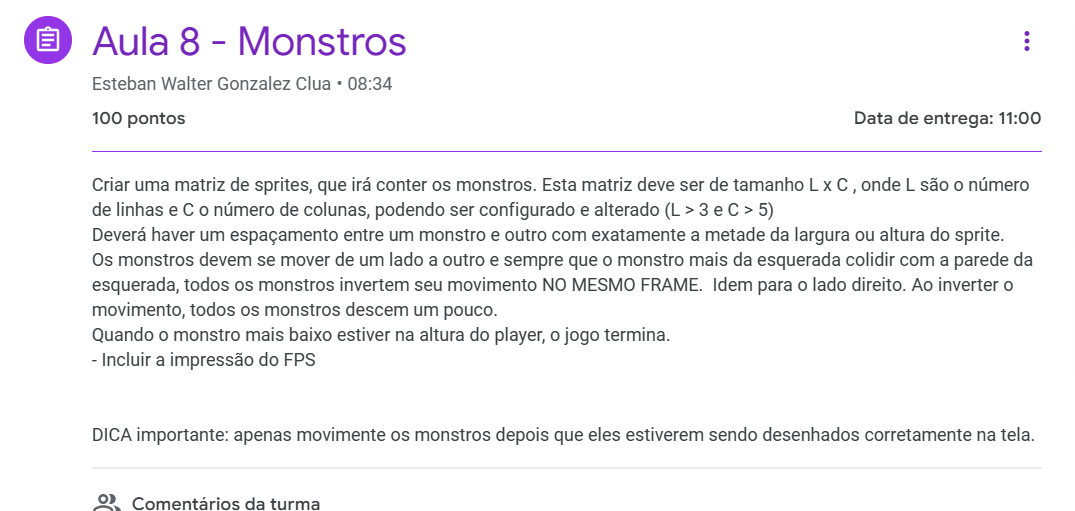 Aula 8 - Monstros
Esteban Walter Gonzalez Clua • 08:34
100 pontos
Data de entrega: 11:00
Criar uma matriz de sprites, que irá conter os monstros. Esta matriz deve ser de tamanho L x C , onde L são o número
de linhas e C o número de colunas, podendo ser configurado e alterado (L > 3 e C > 5)
Deverá haver um espaçamento entre um monstro e outro com exatamente a metade da largura ou altura do sprite.
Os monstros devem se mover de um lado a outro e sempre que o monstro mais da esquerada colidir com a parede da
esquerada, todos os monstros invertem seu movimento NO MESMO FRAME.  Idem para o lado direito. Ao inverter o
movimento, todos os monstros descem um pouco.
Quando o monstro mais baixo estiver na altura do player, o jogo termina.
- Incluir a impressão do FPS
DICA importante: apenas movimente os monstros depois que eles estiverem sendo desenhados corretamente na tela.
Comentários da turma